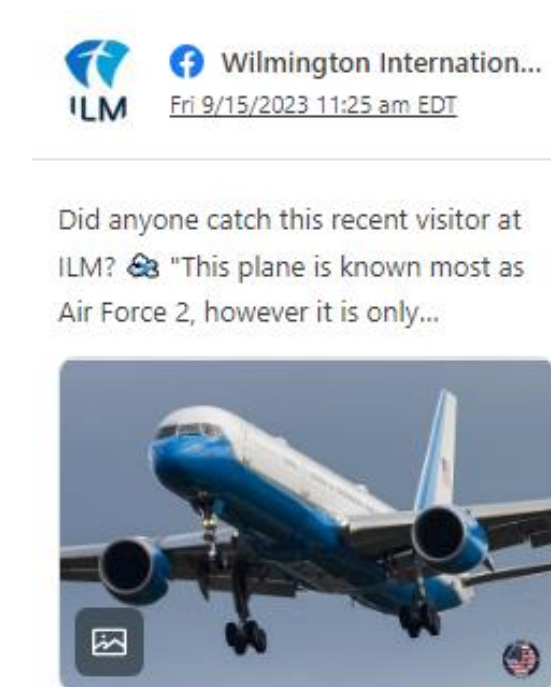 ILM
Wilmington Internation...
Fri 9/15/2023 11:25 am EDT
Did anyone catch this recent visitor at
ILM? "This plane is known most as
Air Force 2, however it is only...